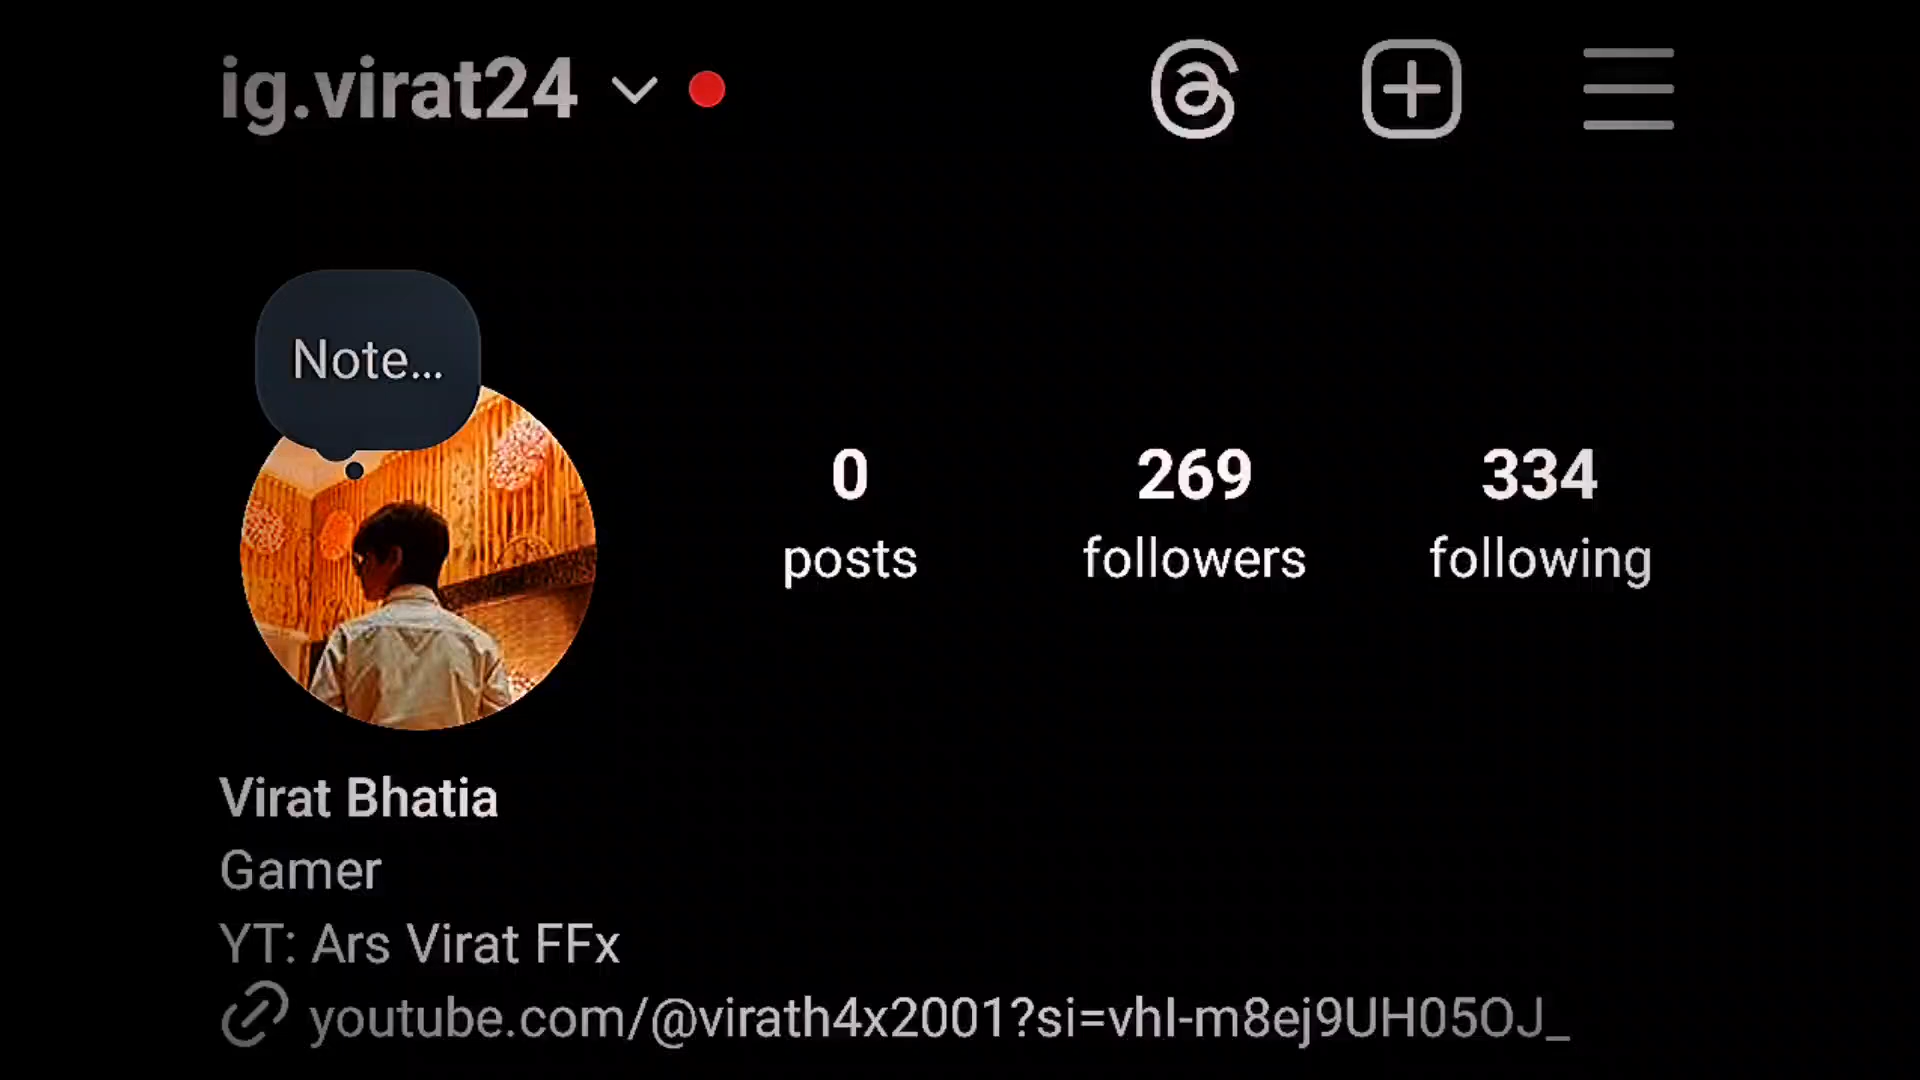 ig.virat24
Note...
0
posts
269
followers
334
following
Virat Bhatia
Gamer
YT: Ars Virat FFx
youtube.com/@virath4x2001?si=vhI-m8ej9UH05OJ_